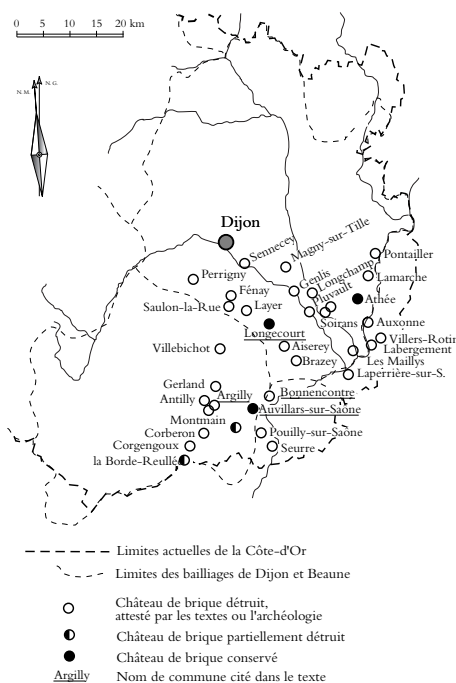 0 5 10 15 20 km
N.M.
N.G.
Dijon
Sennecey
Magny-sur-Tille
Pontailler
Perrigny
Genlis
Longchamp
Lamarche
Fénay
Pluvault
Athée
Saulon-la-Rue
Layer
Soirans
Auxonne
Longecourt
Villers-Rotin
Villebichot
Aiserey
Labergement
Brazey
Les Maillys
Laperrière-sur-S.
Gerland
Bonnencontre
Antilly
Argilly
Auvillars-sur-Saône
Montmain
Corberon
Pouilly-sur-Saône
Corgengoux
Seurre
la Borde-Reullée
Limites actuelles de la Côte-d'Or
Limites des bailliages de Dijon et Beaune
Château de brique détruit,
attesté par les textes ou l'archéologie
Château de brique partiellement détruit
Château de brique conservé
Argilly
Nom de commune cité dans le texte